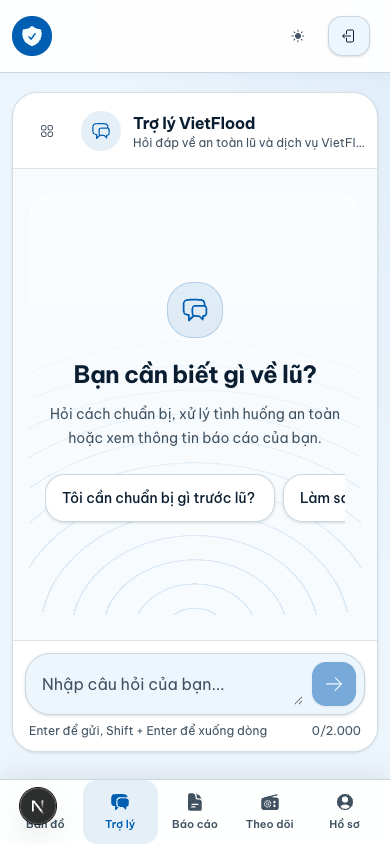 Trợ lý VietFlood
Hỏi đáp về an toàn lũ và dịch vụ VietFl...
Bạn cần biết gì về lũ?
Hỏi cách chuẩn bị, xử lý tình huống an toàn
hoặc xem thông tin báo cáo của bạn.
Tôi cần chuẩn bị gì trước lũ?
Làm
Nhập câu hỏi của bạn...
Enter để gửi, Shift + Enter để xuống dòng
0/2.000
N
Bản đồ
Trợ lý
Báo cáo
Theo dõi
Hồ sơ